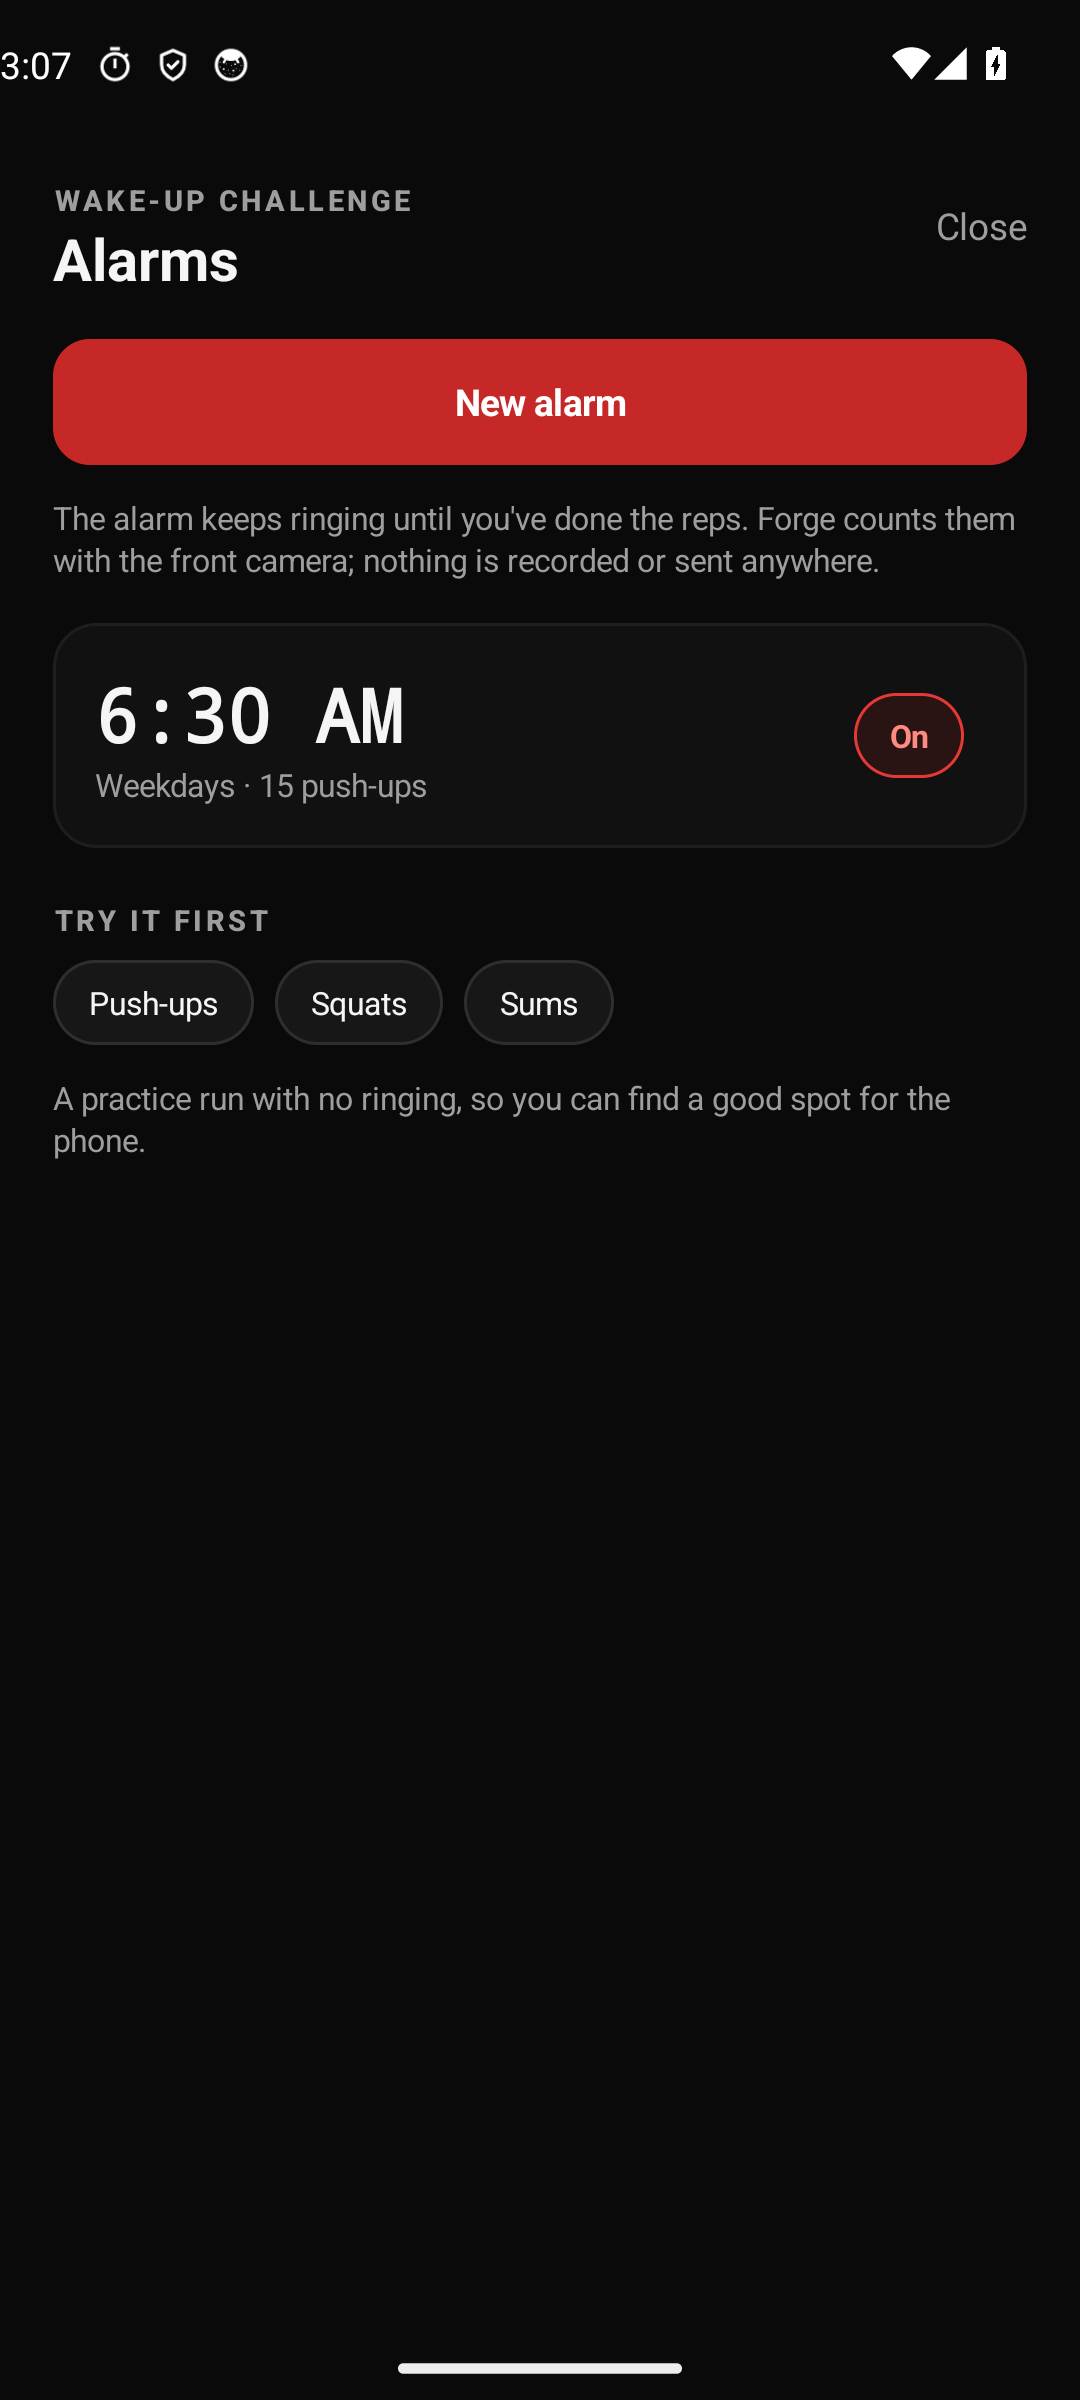 3:07
WAKE-UP CHALLENGE
Alarms
Close
New alarm
The alarm keeps ringing until you've done the reps. Forge counts them
with the front camera; nothing is recorded or sent anywhere.
6:30 AM
Weekdays · 15 push-ups
On
TRY IT FIRST
Push-ups
Squats
Sums
A practice run with no ringing, so you can find a good spot for the
phone.